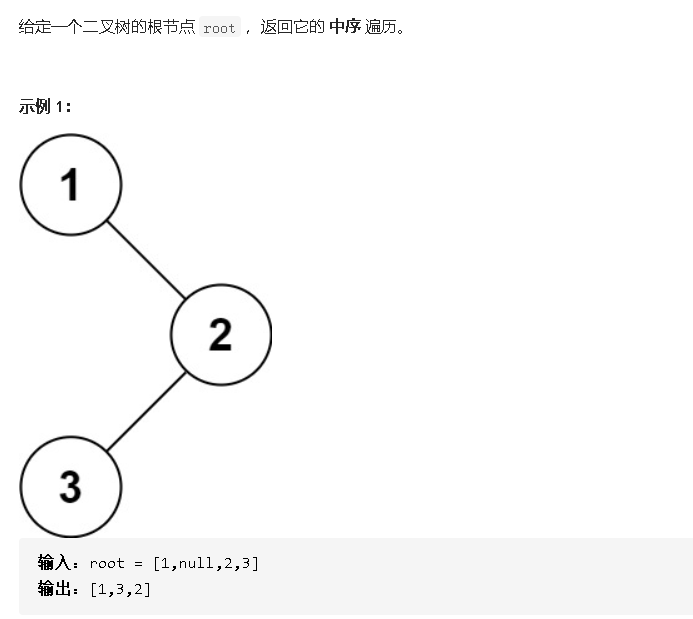 给定一个二叉树的根节点 root ，返回它的 中序 遍历。
示例 1：
1
2
3
输入：root = [1,null,2,3]
输出：[1,3,2]